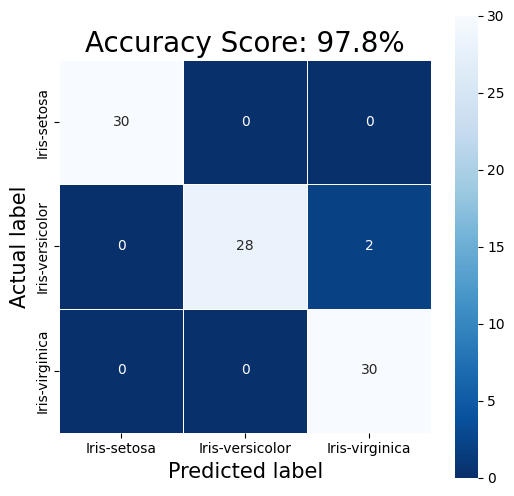 Accuracy Score: 97.8%
Actual label
Iris-setosa
30 0 0
Iris-versicolor
0 28 2
Iris-virginica
0 0 30
Iris-setosa Iris-versicolor Iris-virginica
Predicted label
30
25
20
15
10
5
0